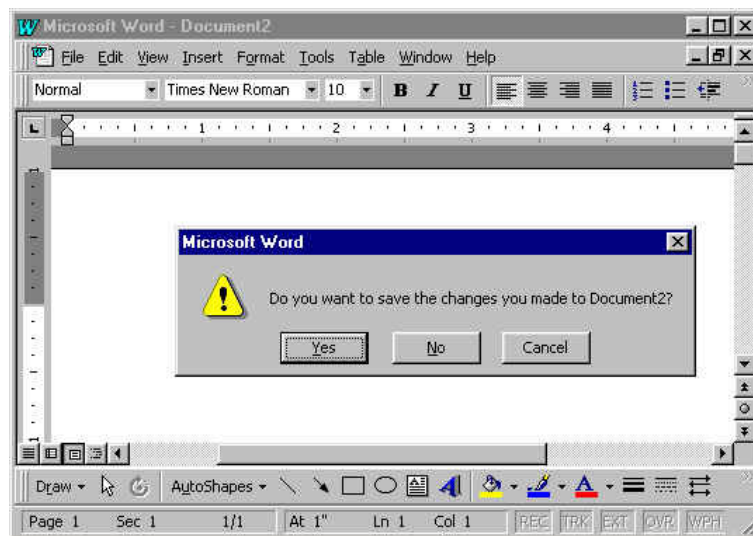 Microsoft Word - Document2
File Edit View Insert Format Tools Table Window Help
Normal Times New Roman 10 B I U
1 2 3 4
Microsoft Word
Do you want to save the changes you made to Document2?
Yes No Cancel
Draw AutoShapes A A
Page 1 Sec 1 1/1 At 1" Ln 1 Col 1 REC TRK EXT OVR WPH